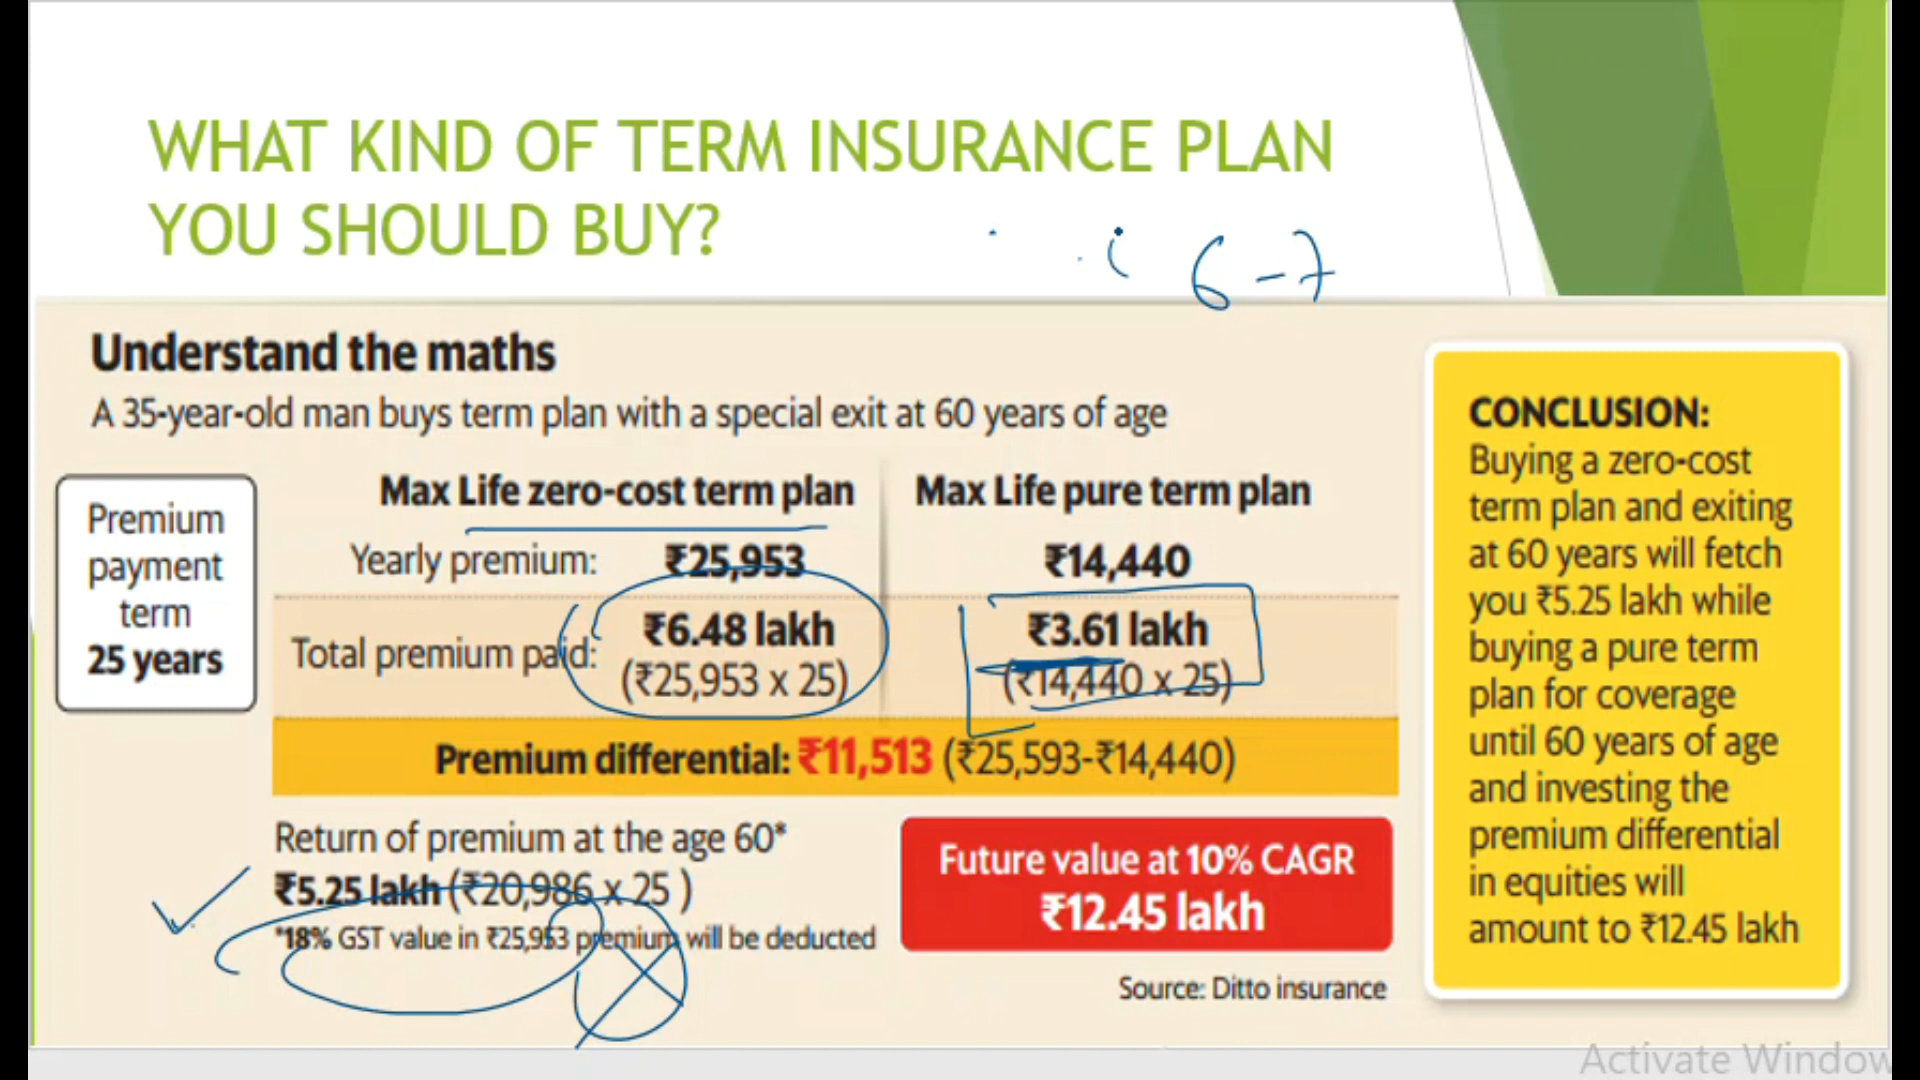 WHAT KIND OF TERM INSURANCE PLAN
YOU SHOULD BUY?
6-7
Understand the maths
A 35-year-old man buys term plan with a special exit at 60 years of age
Premium
payment
term
25 years
Max Life zero-cost term plan
Max Life pure term plan
Yearly premium: ₹25,953
₹14,440
Total premium paid: ₹6.48 lakh
(₹25,953 x 25)
₹3.61 lakh
(₹14,440 x 25)
Premium differential: ₹11,513 (₹25,593-₹14,440)
Return of premium at the age 60*
₹5.25 lakh (₹20,986 x 25 )
*18% GST value in ₹25,953 premium will be deducted
Future value at 10% CAGR
₹12.45 lakh
Source: Ditto insurance
CONCLUSION:
Buying a zero-cost
term plan and exiting
at 60 years will fetch
you ₹5.25 lakh while
buying a pure term
plan for coverage
until 60 years of age
and investing the
premium differential
in equities will
amount to ₹12.45 lakh
Activate Window